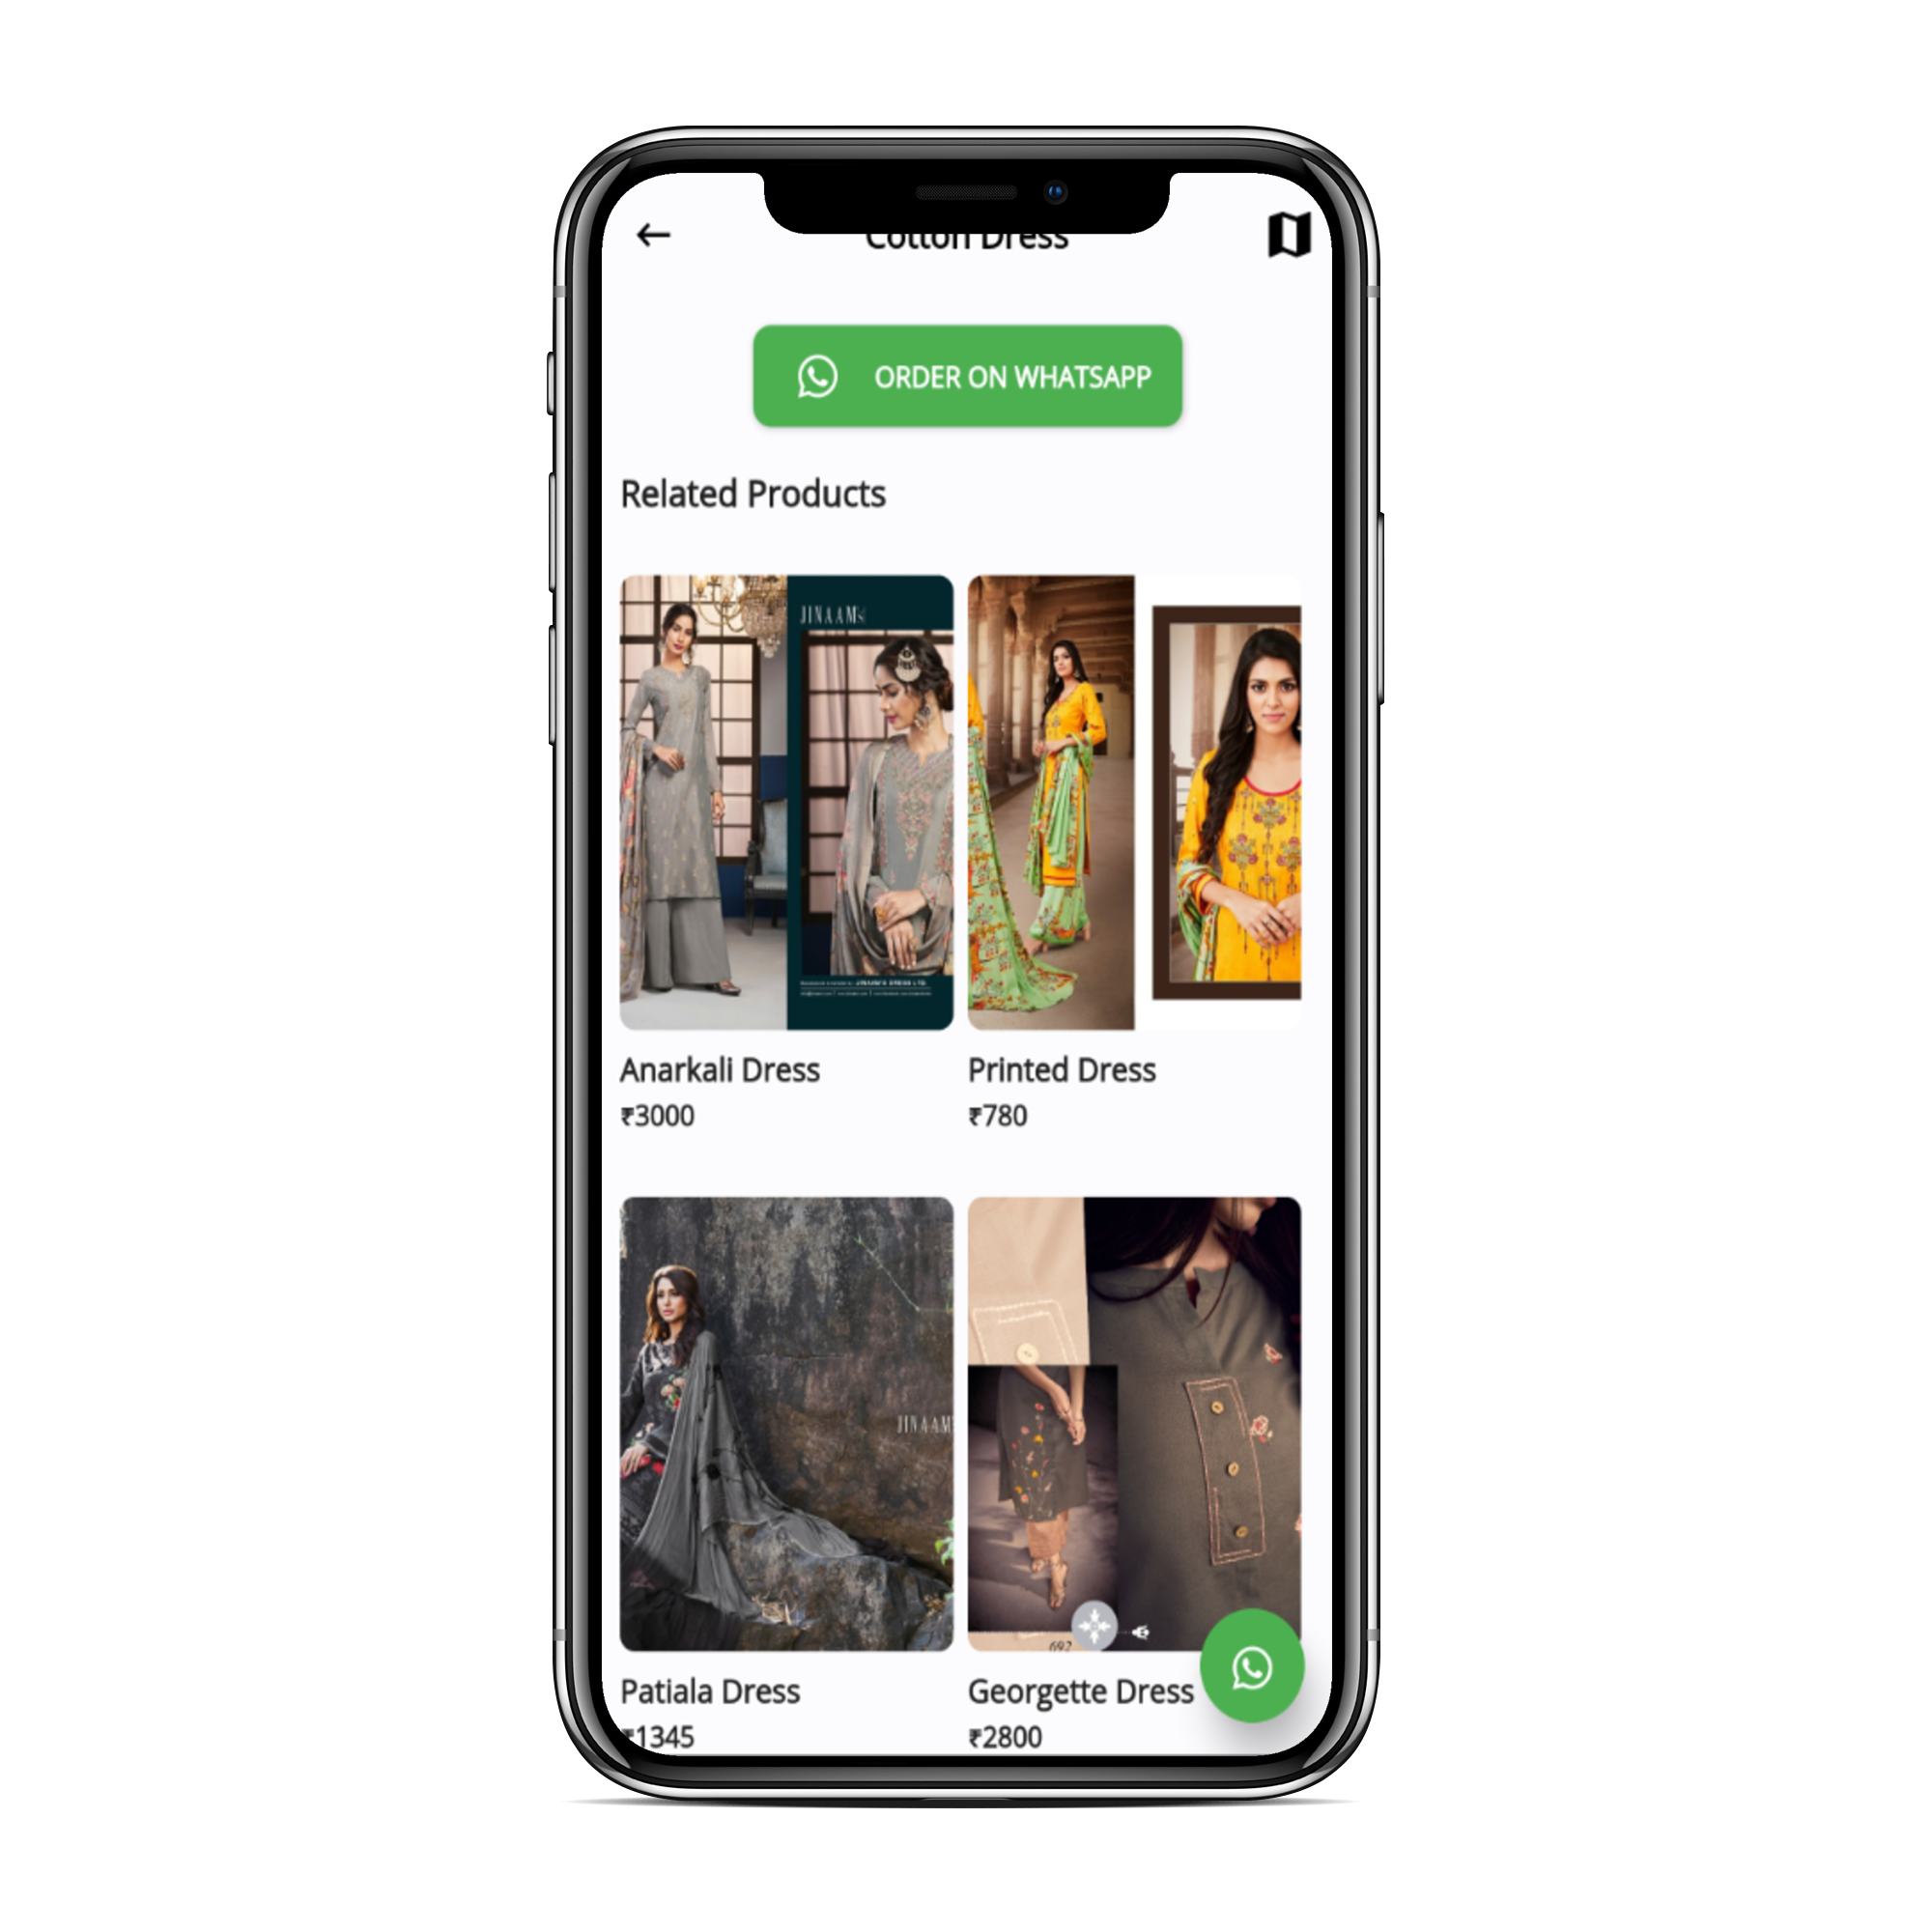 Cotton Dress
ORDER ON WHATSAPP
Related Products
JINAAM's
Anarkali Dress
Printed Dress
₹3000
₹780
JINAAM'
692
Patiala Dress
Georgette Dress
₹1345
₹2800